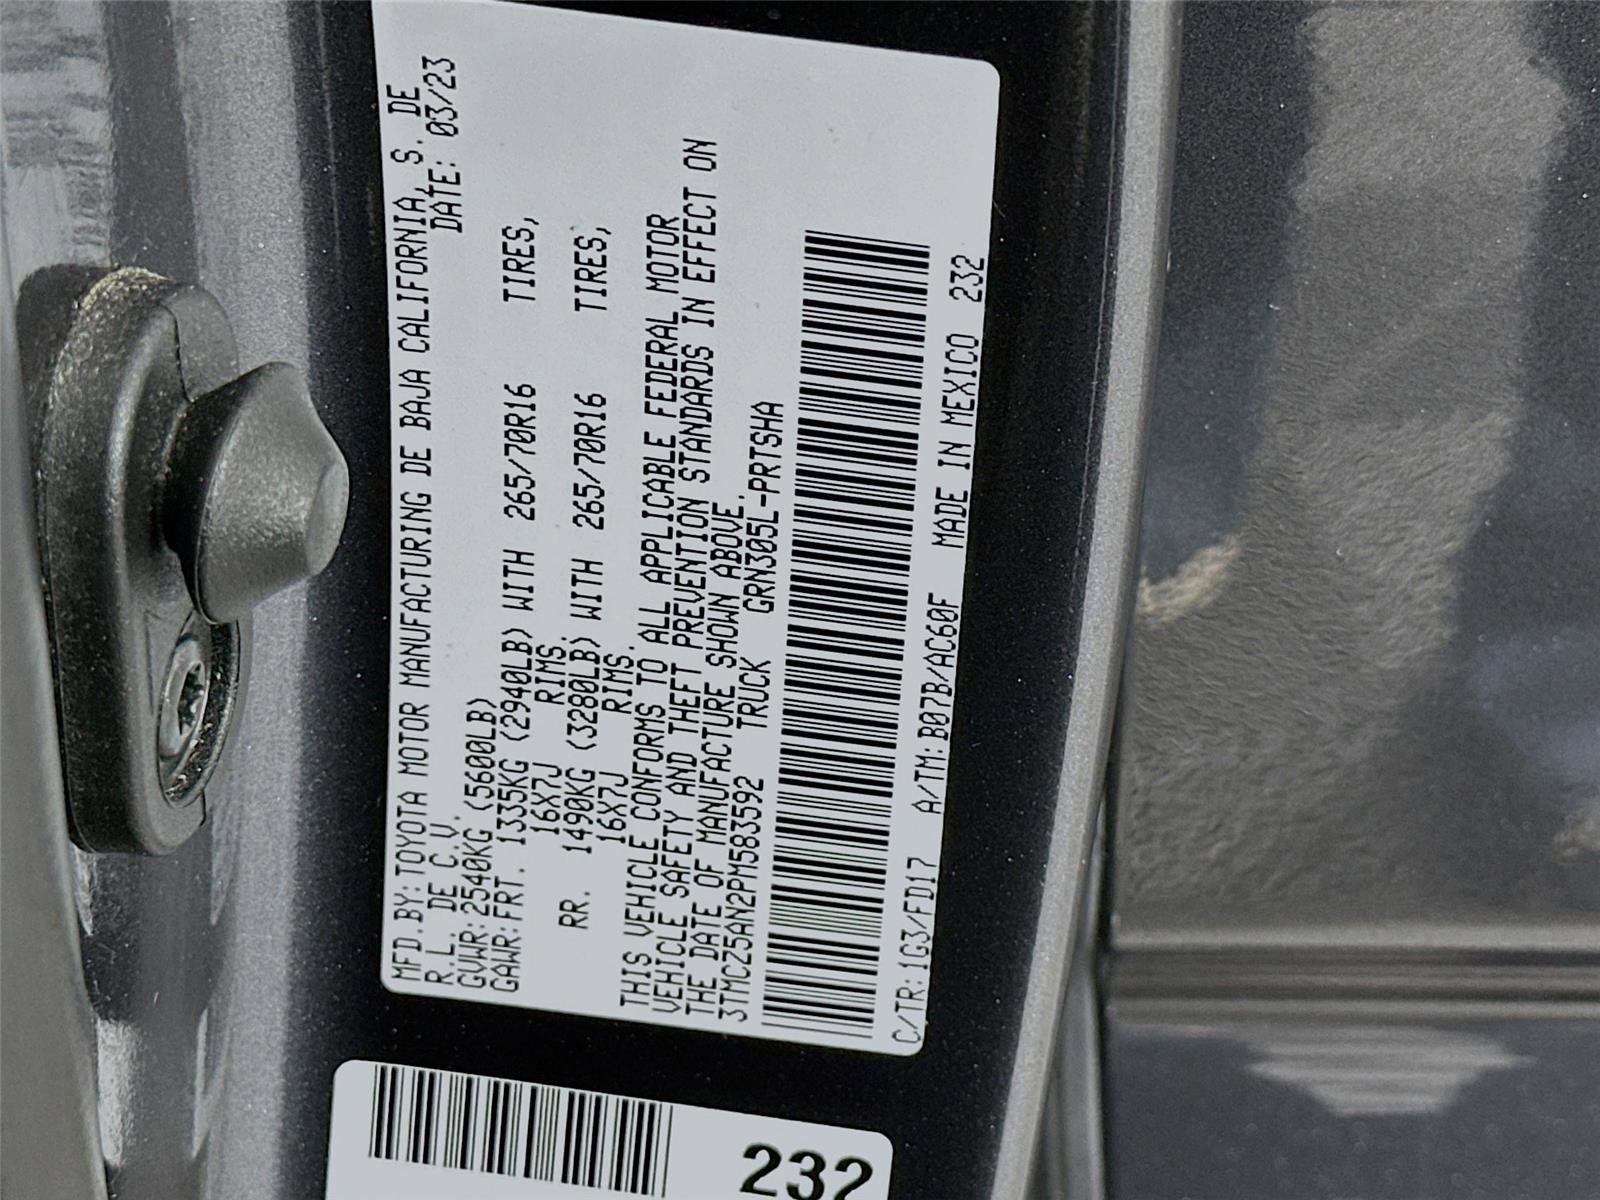 MFD.BY:TOYOTA MOTOR MANUFACTURING DE BAJA CALIFORNIA, S. DE
R.L. DE C.V. DATE: 03/23
GVWR:2540KG (5600LB)
GAWR:FRT. 1335KG (2940LB) WITH 265/70R16 TIRES,
16X7J RIMS.
RR. 1490KG (3280LB) WITH 265/70R16 TIRES,
16X7J RIMS.
THIS VEHICLE CONFORMS TO ALL APPLICABLE FEDERAL MOTOR
VEHICLE SAFETY AND THEFT PREVENTION STANDARDS IN EFFECT ON
THE DATE OF MANUFACTURE SHOWN ABOVE.
3TMCZ5AN2PM583592 TRUCK GRN305L-PRTSHA
C/TR:1G3/FD17 A/TM:B07B/AC60F MADE IN MEXICO 232
232